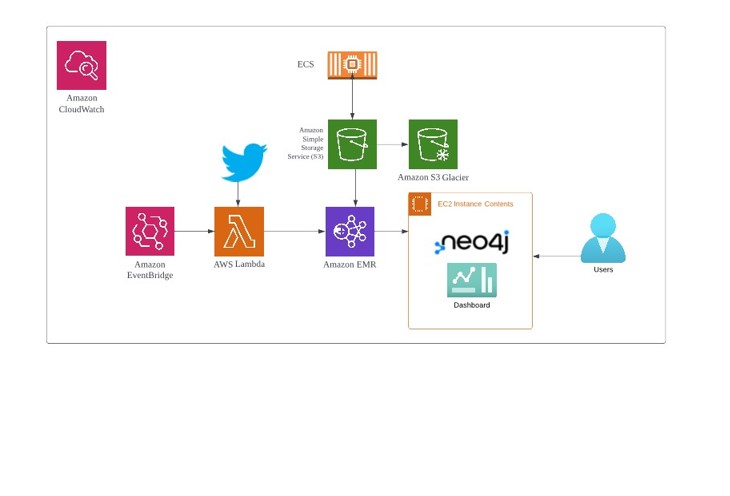 ECS
Amazon
CloudWatch
Amazon
Simple
Storage
Service (S3)
Amazon S3 Glacier
EC2 Instance Contents
neo4j
Amazon
EventBridge
AWS Lambda
Amazon EMR
Users
Dashboard